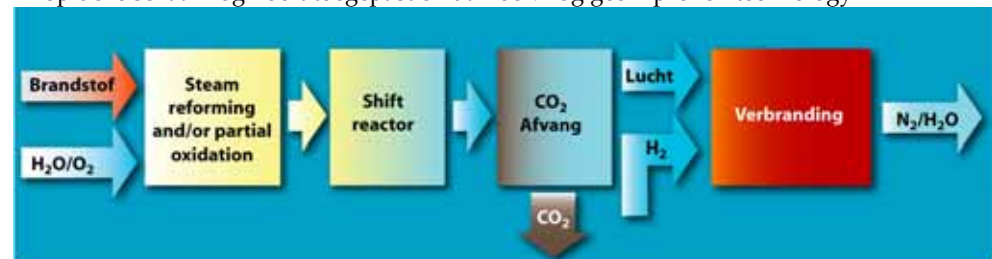 Brandstof
H₂O/O₂
Steam
reforming
and/or partial
oxidation
Shift
reactor
CO₂
Afvang
CO₂
Lucht
H₂
Verbranding
N₂/H₂O